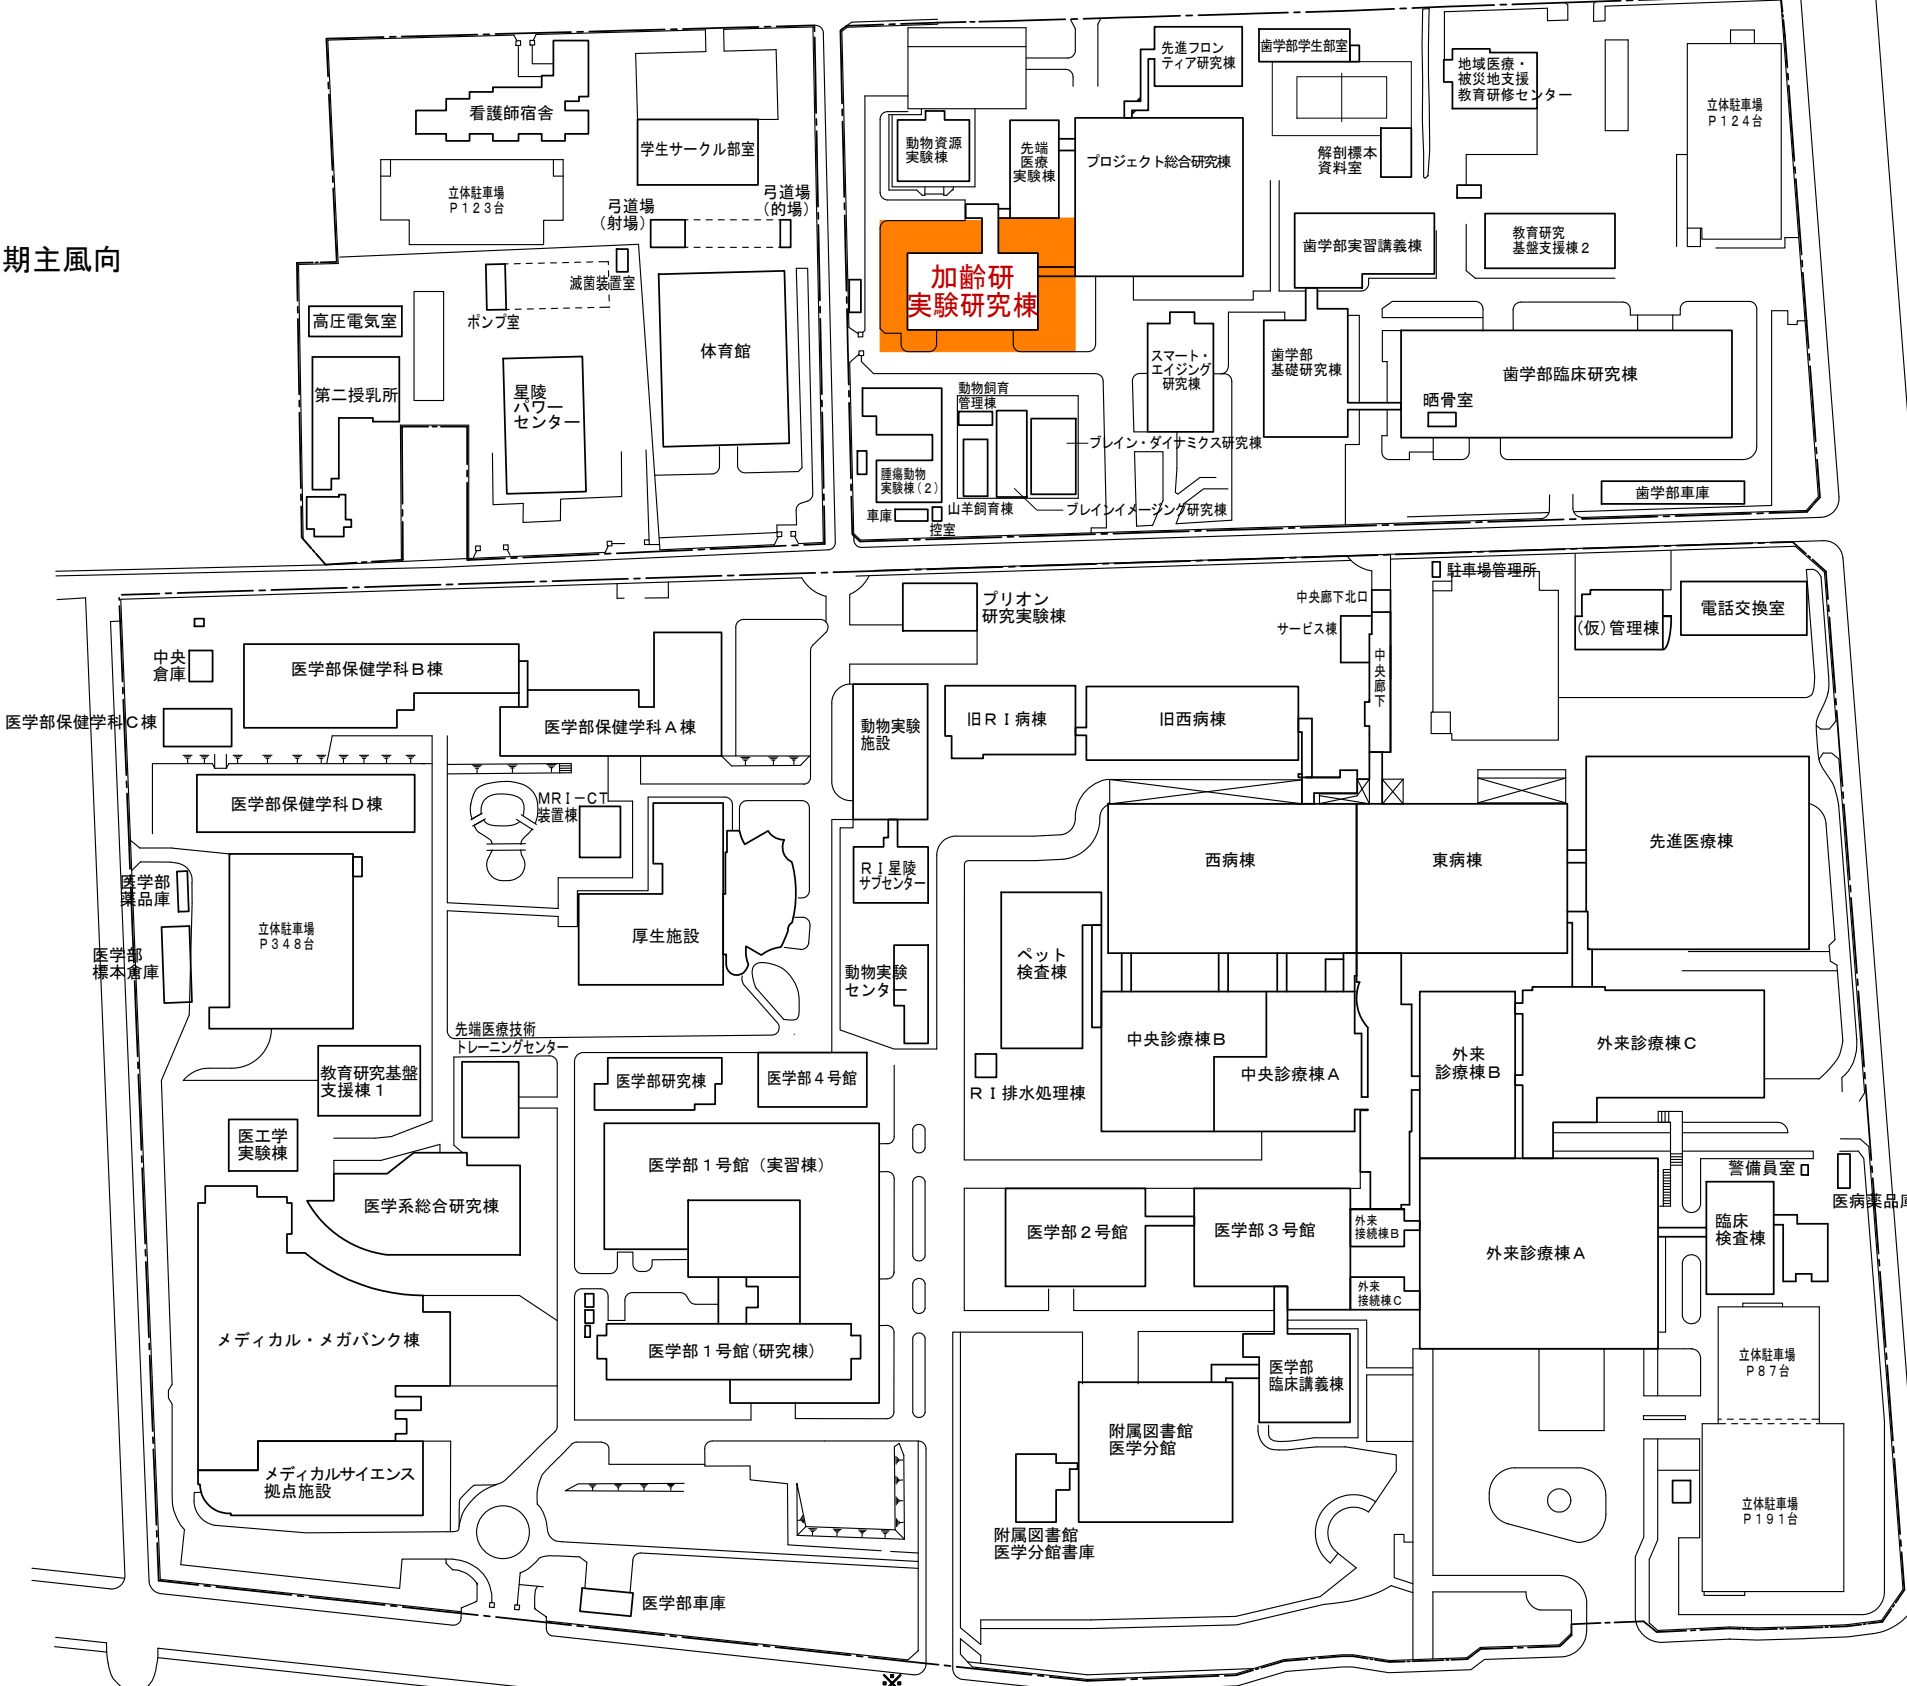 期主風向
看護師宿舎
立体駐車場
P123台
学生サークル部室
弓道場
(射場)
弓道場
(的場)
滅菌装置室
ポンプ室
高圧電気室
第二授乳所
星陵
パワー
センター
体育館
先進フロン
ティア研究棟
歯学部学生部室
地域医療・
被災地支援
教育研修センター
立体駐車場
P124台
動物資源
実験棟
先端
医療
実験棟
プロジェクト総合研究棟
解剖標本
資料室
加齢研
実験研究棟
歯学部実習講義棟
教育研究
基盤支援棟2
スマート・
エイジング
研究棟
歯学部
基礎研究棟
歯学部臨床研究棟
晒骨室
動物飼育
管理棟
ブレイン・ダイナミクス研究棟
腫瘍動物
実験棟(2)
車庫
控室
山羊飼育棟
ブレインイメージング研究棟
歯学部車庫
プリオン
研究実験棟
中央廊下北口
サービス棟
中央廊下
駐車場管理所
(仮)管理棟
電話交換室
中央
倉庫
医学部保健学科B棟
医学部保健学科C棟
医学部保健学科A棟
動物実験
施設
旧RI病棟
旧西病棟
医学部保健学科D棟
MRI-CT
装置棟
西病棟
東病棟
先進医療棟
医学部
薬品庫
RI星陵
サブセンター
立体駐車場
P348台
厚生施設
医学部
標本倉庫
動物実験
センター
ペット
検査棟
先端医療技術
トレーニングセンター
中央診療棟B
中央診療棟A
外来
診療棟B
外来診療棟C
教育研究基盤
支援棟1
医学部研究棟
医学部4号館
RI排水処理棟
医工学
実験棟
医学部1号館(実習棟)
警備員室
医病薬品庫
医学系総合研究棟
医学部2号館
医学部3号館
外来
接続棟B
外来診療棟A
臨床
検査棟
外来
接続棟C
メディカル・メガバンク棟
医学部1号館(研究棟)
医学部
臨床講義棟
立体駐車場
P87台
附属図書館
医学分館
メディカルサイエンス
拠点施設
立体駐車場
P191台
附属図書館
医学分館書庫
医学部車庫
※